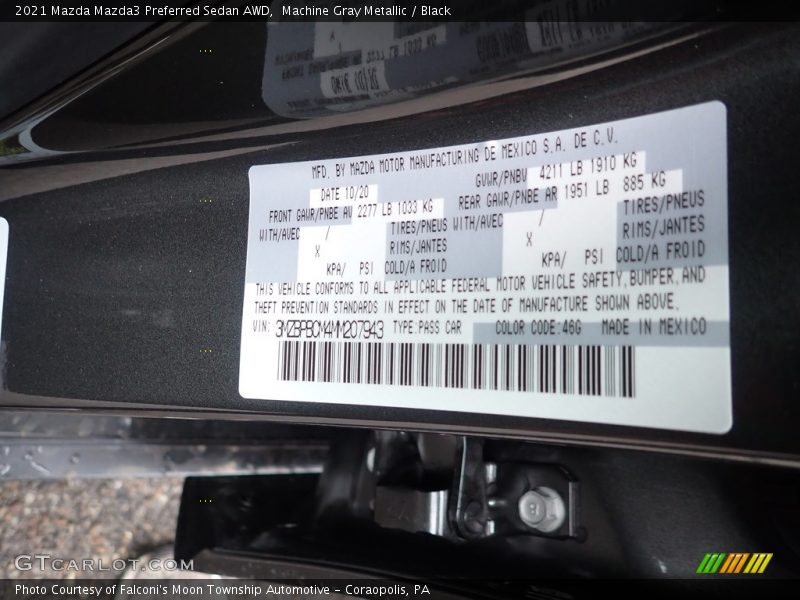 2021 Mazda Mazda3 Preferred Sedan AWD, Machine Gray Metallic / Black
MFD. BY MAZDA MOTOR MANUFACTURING DE MEXICO S.A. DE C.V.
DATE 10/20 GVWR/PNBV 4211 LB 1910 KG
FRONT GAWR/PNBE AV 2277 LB 1033 KG REAR GAWR/PNBE AR 1951 LB 885 KG
WITH/AVEC / TIRES/PNEUS WITH/AVEC / TIRES/PNEUS
X RIMS/JANTES X RIMS/JANTES
KPA/ PSI COLD/A FROID KPA/ PSI COLD/A FROID
THIS VEHICLE CONFORMS TO ALL APPLICABLE FEDERAL MOTOR VEHICLE SAFETY, BUMPER, AND
THEFT PREVENTION STANDARDS IN EFFECT ON THE DATE OF MANUFACTURE SHOWN ABOVE.
VIN: 3MZBPBCM4MM207943 TYPE:PASS CAR COLOR CODE:46G MADE IN MEXICO
8
GTCARLOT.COM
Photo Courtesy of Falconi's Moon Township Automotive – Coraopolis, PA